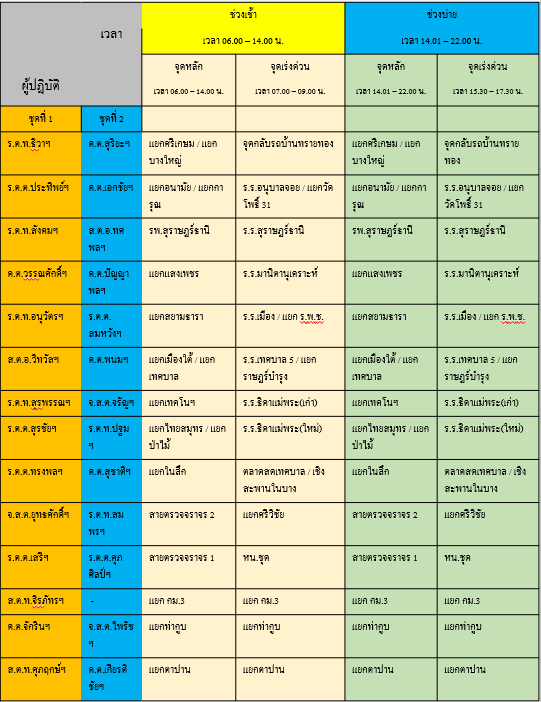 เวลา
ผู้ปฏิบัติ
ช่วงเช้า
เวลา 06.00 – 14.00 น.
ช่วงบ่าย
เวลา 14.01 – 22.00 น.
จุดหลัก
เวลา 06.00 – 14.00 น.
จุดเร่งด่วน
เวลา 07.00 – 09.00 น.
จุดหลัก
เวลา 14.01 – 22.00 น.
จุดเร่งด่วน
เวลา 15.30 – 17.30 น.
ชุดที่ 1
ชุดที่ 2
ร.ต.ท.ธิวาฯ
ด.ต.สุริยะฯ
แยกศรีเกษม / แยก
บางใหญ่
จุดกลับรถบ้านทรายทอง
แยกศรีเกษม / แยก
บางใหญ่
จุดกลับรถบ้านทราย
ทอง
ร.ต.ต.ประทีพย์ฯ
ด.ต.เอกชัยฯ
แยกอนามัย / แยกกา
รุณ
ร.ร.อนุบาลจอย / แยกวัด
โพธิ์ 31
แยกอนามัย / แยกกา
รุณ
ร.ร.อนุบาลจอย / แยก
วัดโพธิ์ 31
ร.ต.ท.สังคมฯ
ส.ต.อ.ทศ
พลฯ
รพ.สุราษฎร์ธานี
ร.ร.สุราษฎร์ธานี
รพ.สุราษฎร์ธานี
ร.ร.สุราษฎร์ธานี
ด.ต.วรรณศักดิ์ฯ
ด.ต.ปัญญา
พลฯ
แยกแสงเพชร
ร.ร.มานิตานุเคราะห์
แยกแสงเพชร
ร.ร.มานิตานุเคราะห์
ร.ต.ท.อนุวัตรฯ
ร.ต.ต.
สมหวังฯ
แยกสยามธารา
ร.ร.เมือง / แยก ร.พ.ช.
แยกสยามธารา
ร.ร.เมือง / แยก ร.พ.ช.
ส.ต.อ.วิทวัสฯ
ด.ต.พนมฯ
แยกเมืองใต้ / แยก
เทศบาล
ร.ร.เทศบาล 5 / แยก
ราษฎร์บำรุง
แยกเมืองใต้ / แยก
เทศบาล
ร.ร.เทศบาล 5 / แยก
ราษฎร์บำรุง
ร.ต.ท.สุรพรรณฯ
จ.ส.ต.จรัญฯ
แยกเทคโนฯ
ร.ร.ธิดาแม่พระ(เก่า)
แยกเทคโนฯ
ร.ร.ธิดาแม่พระ(เก่า)
ร.ต.ต.สุรชัยฯ
ร.ต.ท.ปฐม
ฯ
แยกไทยสมุทร / แยก
ป่าไม้
ร.ร.ธิดาแม่พระ(ใหม่)
แยกไทยสมุทร / แยก
ป่าไม้
ร.ร.ธิดาแม่พระ(ใหม่)
ร.ต.ต.ทรงพลฯ
ด.ต.สุชาติฯ
แยกในลึก
ตลาดสดเทศบาล / เชิง
สะพานในบาง
แยกในลึก
ตลาดสดเทศบาล / เชิง
สะพานในบาง
จ.ส.ต.ยุทธศักดิ์ฯ
ร.ต.ท.สม
พรฯ
สายตรวจจราจร 2
แยกศรีวิชัย
สายตรวจจราจร 2
แยกศรีวิชัย
ร.ต.ต.เสรีฯ
ร.ต.ต.ศุภ
ศิลป์ฯ
สายตรวจจราจร 1
หน.ชุด
สายตรวจจราจร 1
หน.ชุด
ส.ต.ท.จิรภัทรฯ
-
แยก กม.3
แยก กม.3
แยก กม.3
แยก กม.3
ด.ต.จักรินฯ
จ.ส.ต.ไพรัช
ฯ
แยกท่ากูบ
แยกท่ากูบ
แยกท่ากูบ
แยกท่ากูบ
ส.ต.ท.ศุภฤกษ์ฯ
ด.ต.เกียรติ
ชัยฯ
แยกตาปาน
แยกตาปาน
แยกตาปาน
แยกตาปาน